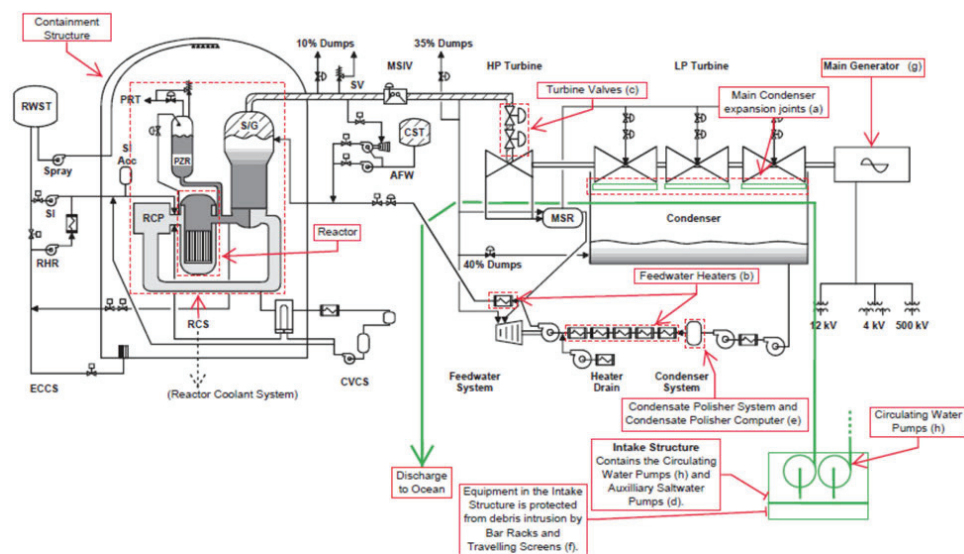 Containment
Structure
10% Dumps
35% Dumps
SV
MSIV
HP Turbine
LP Turbine
Main Generator (g)
Turbine Valves (c)
Main Condenser
expansion joints (a)
RWST
PRT
S/G
CST
SI
Acc
PZR
Spray
AFW
SI
RCP
MSR
Condenser
Reactor
RHR
40% Dumps
Feedwater Heaters (b)
12 kV
4 kV
500 kV
RCS
ECCS
(Reactor Coolant System)
CVCS
Feedwater
System
Heater
Drain
Condenser
System
Condensate Polisher System and
Condensate Polisher Computer (e)
Circulating Water
Pumps (h)
Intake Structure
Contains the Circulating
Water Pumps (h) and
Auxilliary Saltwater
Pumps (d).
Discharge
to Ocean
Equipment in the Intake
Structure is protected
from debris intrusion by
Bar Racks and
Travelling Screens (f).